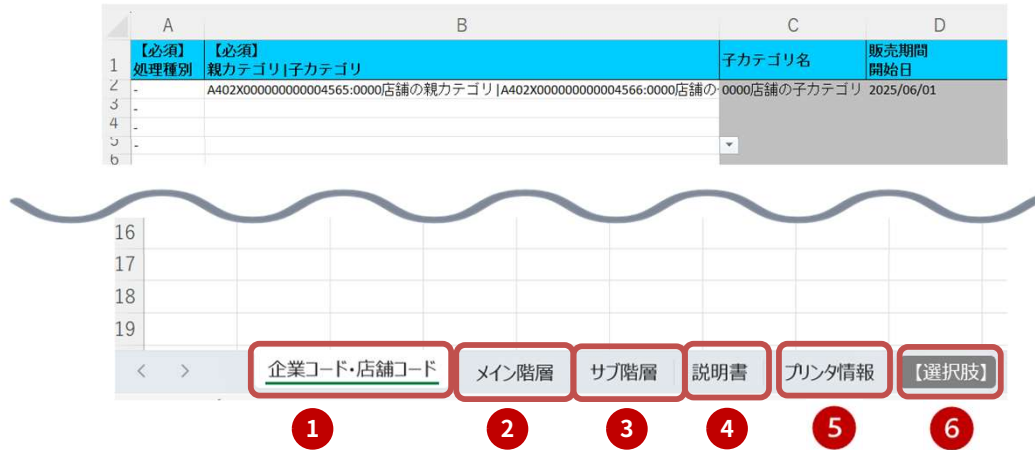 A B C D
1 【必須】 【必須】 子カテゴリ名 販売期間
処理種別 親カテゴリ|子カテゴリ 開始日
2 - A402X000000000004565:0000店舗の親カテゴリ|A402X000000000004566:0000店舗の 0000店舗の子カテゴリ 2025/06/01
3 -
4 -
5 -
6
16
17
18
19
企業コード・店舗コード メイン階層 サブ階層 説明書 プリンタ情報 【選択肢】
1 2 3 4 5 6